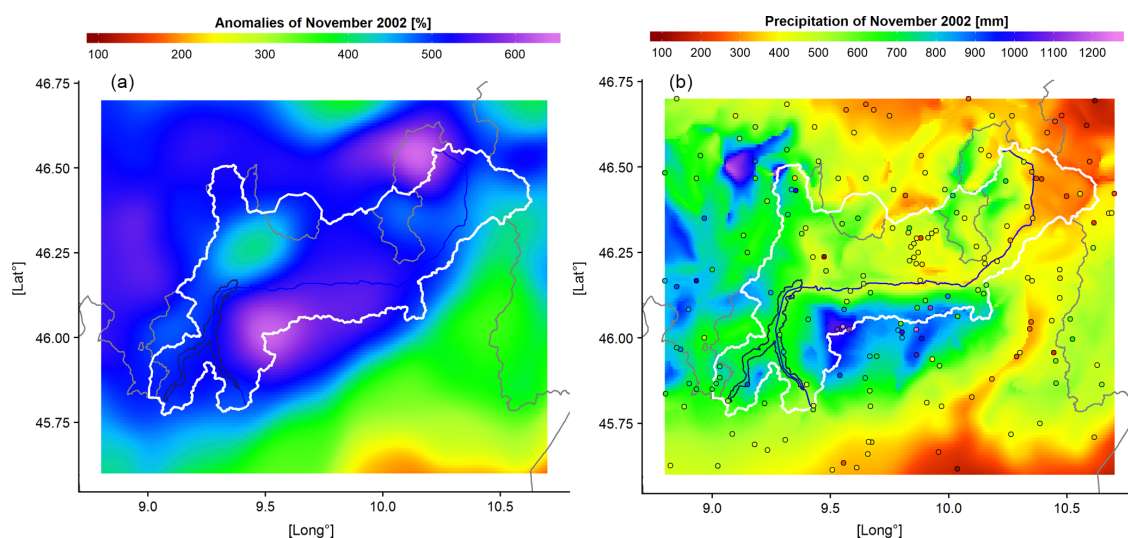 Anomalies of November 2002 [%]
100 200 300 400 500 600
(a)
46.75
46.50
46.25
46.00
45.75
[Lat°]
9.0 9.5 10.0 10.5
[Long°]
Precipitation of November 2002 [mm]
100 200 300 400 500 600 700 800 900 1000 1100 1200
(b)
46.75
46.50
46.25
46.00
45.75
[Lat°]
9.0 9.5 10.0 10.5
[Long°]